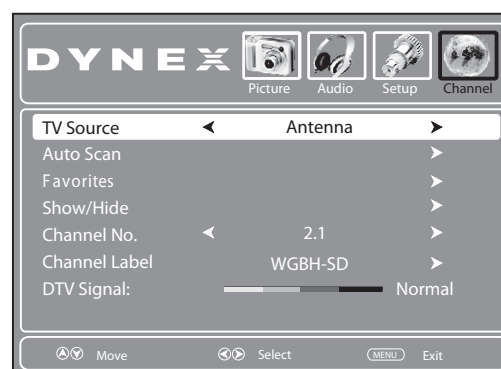 DYNEX
Picture Audio Setup Channel
TV Source Antenna
Auto Scan
Favorites
Show/Hide
Channel No. 2.1
Channel Label WGBH-SD
DTV Signal: Normal
Move Select MENU Exit